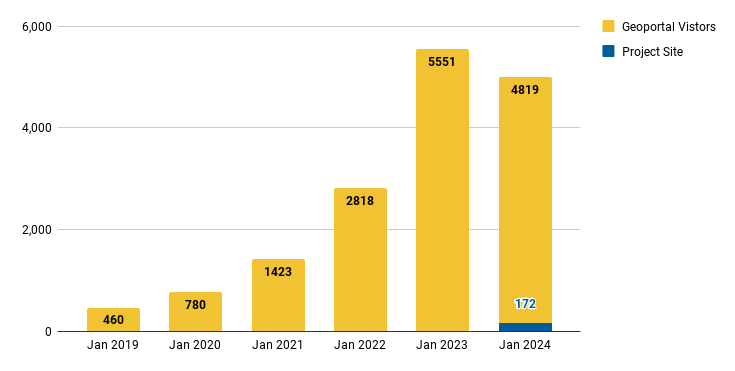 6,000
4,000
2,000
0
460
780
1423
2818
5551
4819
172
Jan 2019
Jan 2020
Jan 2021
Jan 2022
Jan 2023
Jan 2024
Geoportal Vistors
Project Site